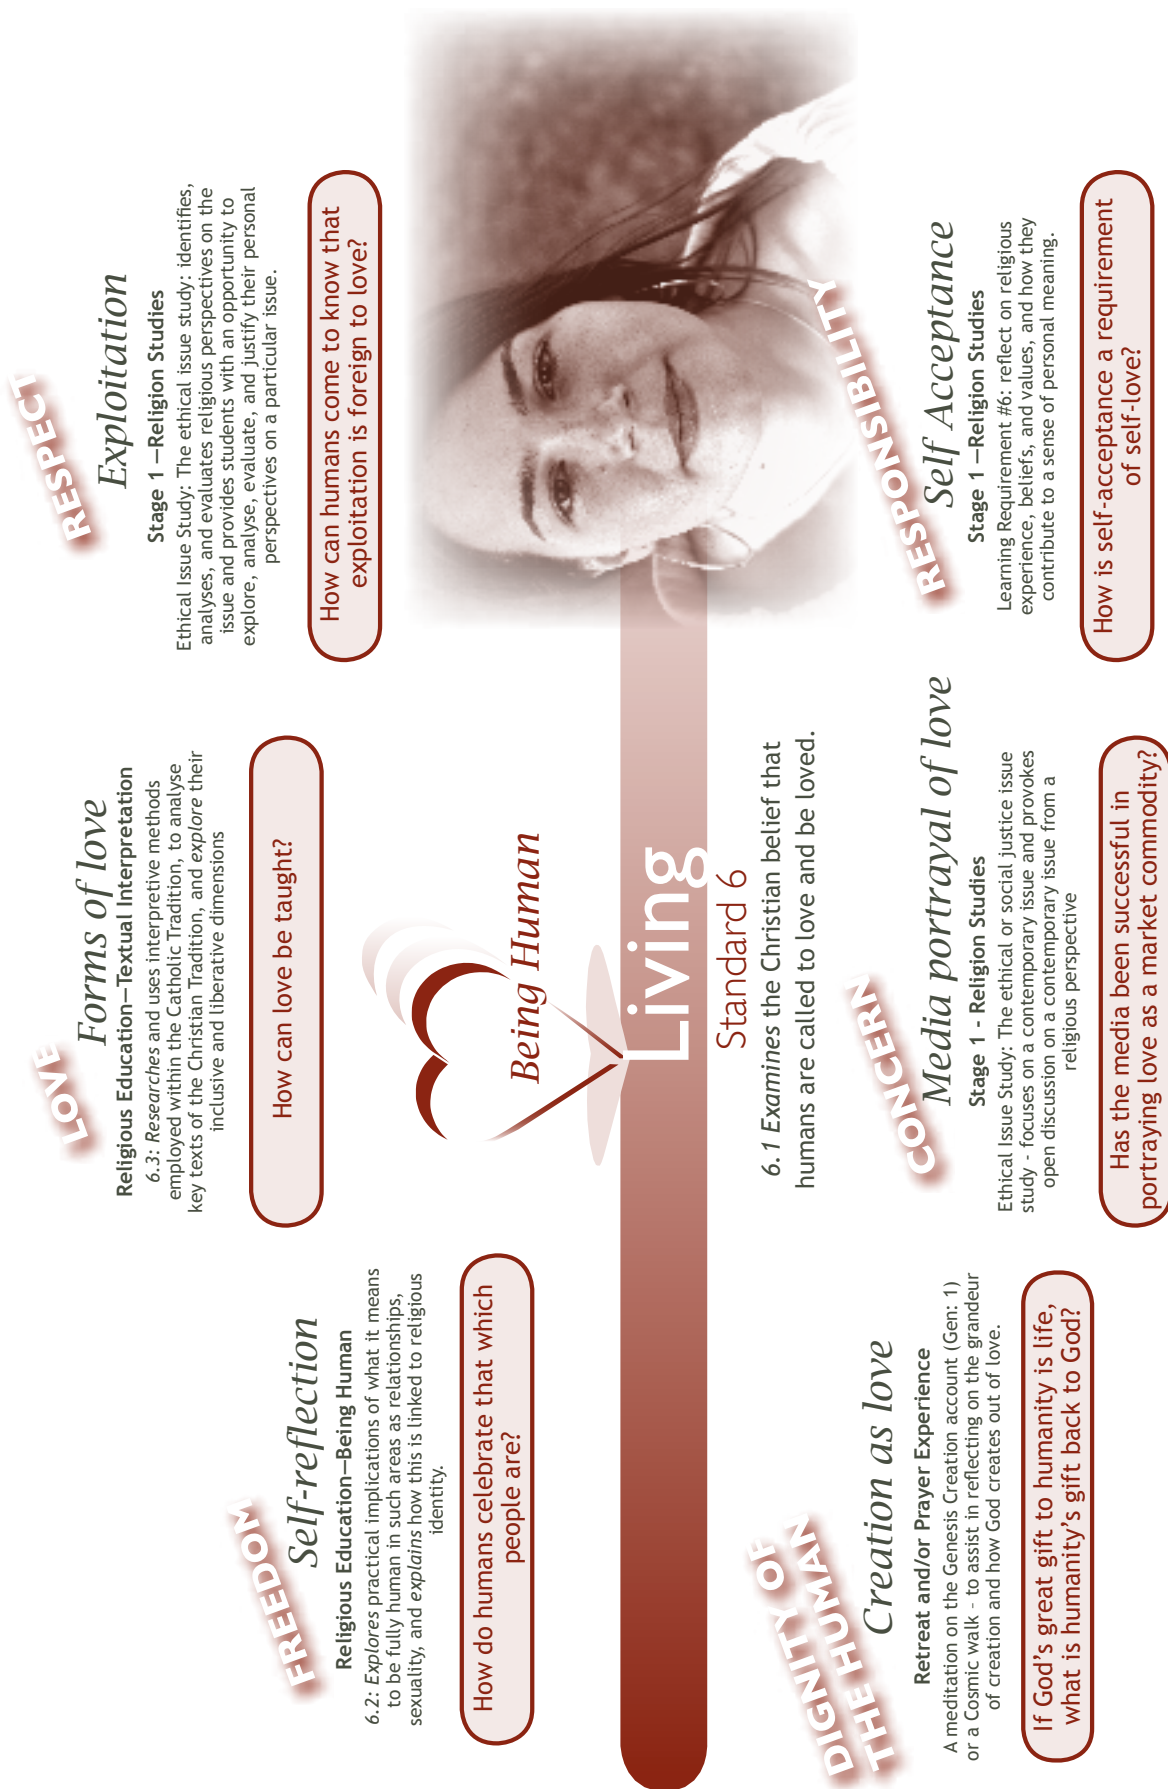 FREEDOM
Self-reflection
Religious Education—Being Human
6.2: Explores practical implications of what it means
to be fully human in such areas as relationships,
sexuality, and explains how this is linked to religious
identity.
How do humans celebrate that which
people are?
LOVE
Forms of love
Religious Education—Textual Interpretation
6.3: Researches and uses interpretive methods
employed within the Catholic Tradition, to analyse
key texts of the Christian Tradition, and explore their
inclusive and liberative dimensions
How can love be taught?
RESPECT
Exploitation
Stage 1 —Religion Studies
Ethical Issue Study: The ethical issue study: identifies,
analyses, and evaluates religious perspectives on the
issue and provides students with an opportunity to
explore, analyse, evaluate, and justify their personal
perspectives on a particular issue.
How can humans come to know that
exploitation is foreign to love?
Being Human
Living
Standard 6
6.1 Examines the Christian belief that
humans are called to love and be loved.
DIGNITY OF
THE HUMAN
Creation as love
Retreat and/or Prayer Experience
A meditation on the Genesis Creation account (Gen: 1)
or a Cosmic walk - to assist in reflecting on the grandeur
of creation and how God creates out of love.
If God's great gift to humanity is life,
what is humanity's gift back to God?
CONCERN
Media portrayal of love
Stage 1 - Religion Studies
Ethical Issue Study: The ethical or social justice issue
study - focuses on a contemporary issue and provokes
open discussion on a contemporary issue from a
religious perspective
Has the media been successful in
portraying love as a market commodity?
RESPONSIBILITY
Self Acceptance
Stage 1 —Religion Studies
Learning Requirement #6: reflect on religious
experience, beliefs, and values, and how they
contribute to a sense of personal meaning.
How is self-acceptance a requirement
of self-love?